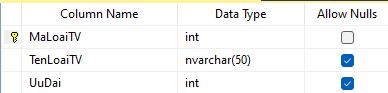 Column Name Data Type Allow Nulls
MaLoaiTV int
TenLoaiTV nvarchar(50)
UuDai int